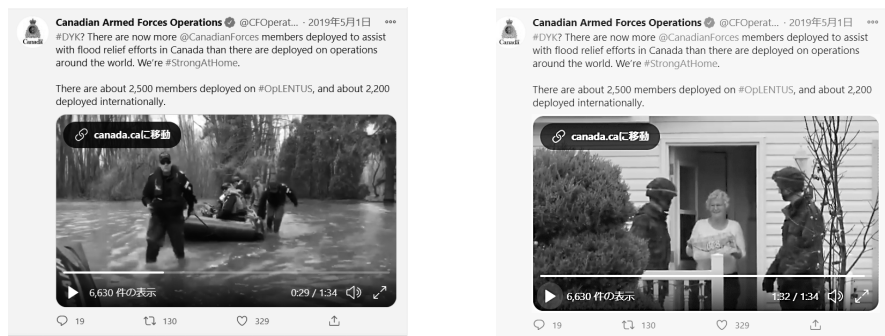 Canadian Armed Forces Operations @CFOperat... · 2019年5月1日
#DYK? There are now more @CanadianForces members deployed to assist
with flood relief efforts in Canada than there are deployed on operations
around the world. We're #StrongAtHome.
There are about 2,500 members deployed on #OpLENTUS, and about 2,200
deployed internationally.
canada.caに移動
6,630 件の表示 0:29 / 1:34
19 130 329
Canadian Armed Forces Operations @CFOperat... · 2019年5月1日
#DYK? There are now more @CanadianForces members deployed to assist
with flood relief efforts in Canada than there are deployed on operations
around the world. We're #StrongAtHome.
There are about 2,500 members deployed on #OpLENTUS, and about 2,200
deployed internationally.
canada.caに移動
6,630 件の表示 1:32 / 1:34
19 130 329